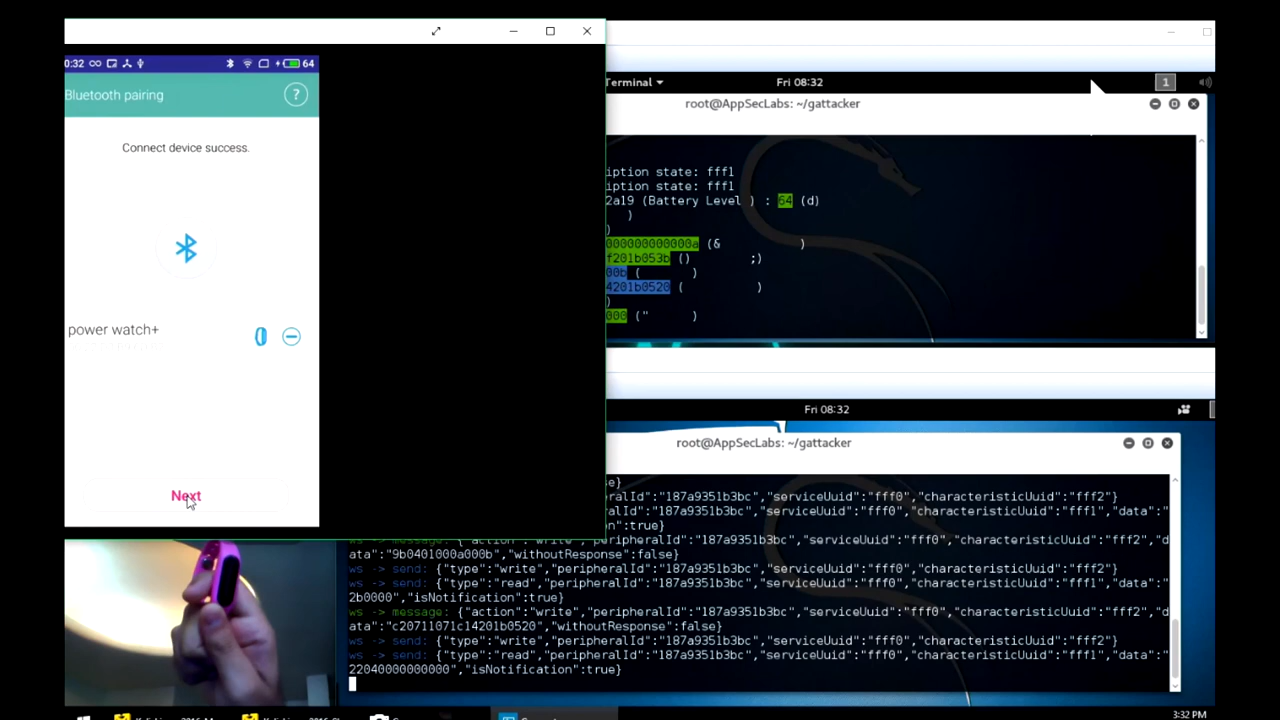 0:32
64
Bluetooth pairing
?
Connect device success.
power watch+
Next
Terminal
Fri 08:32
1
root@AppSecLabs: ~/gattacker
iption state: fff1
iption state: fff1
2a19 (Battery Level ) : 64 (d)
)
)
000000000000a (& )
f201b053b () ;)
00b ( )
4201b0520 ( )
)
000 (" )
Fri 08:32
root@AppSecLabs: ~/gattacker
se}
eralId":"187a9351b3bc","serviceUuid":"fff0","characteristicUuid":"fff2"}
ralId":"187a9351b3bc","serviceUuid":"fff0","characteristicUuid":"fff1","data":"
on":true}
ws -> message: {"action":"write","peripheralId":"187a9351b3bc","serviceUuid":"fff0","characteristicUuid":"fff2","d
ata":"9b0401000a000b","withoutResponse":false}
ws -> send: {"type":"write","peripheralId":"187a9351b3bc","serviceUuid":"fff0","characteristicUuid":"fff2"}
ws -> send: {"type":"read","peripheralId":"187a9351b3bc","serviceUuid":"fff0","characteristicUuid":"fff1","data":"
2b0000","isNotification":true}
ws -> message: {"action":"write","peripheralId":"187a9351b3bc","serviceUuid":"fff0","characteristicUuid":"fff2","d
ata":"c20711071c14201b0520","withoutResponse":false}
ws -> send: {"type":"write","peripheralId":"187a9351b3bc","serviceUuid":"fff0","characteristicUuid":"fff2"}
ws -> send: {"type":"read","peripheralId":"187a9351b3bc","serviceUuid":"fff0","characteristicUuid":"fff1","data":"
22040000000000","isNotification":true}
3:32 PM